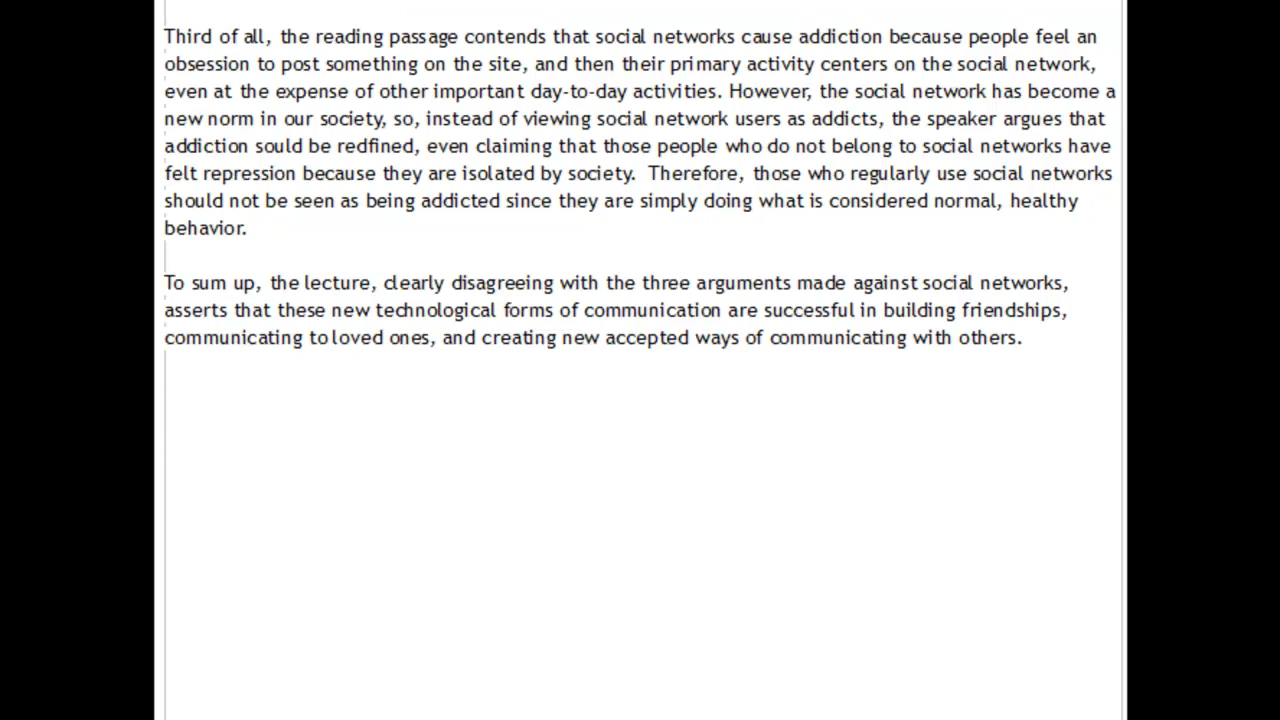 Third of all, the reading passage contends that social networks cause addiction because people feel an
obsession to post something on the site, and then their primary activity centers on the social network,
even at the expense of other important day-to-day activities. However, the social network has become a
new norm in our society, so, instead of viewing social network users as addicts, the speaker argues that
addiction sould be redfined, even claiming that those people who do not belong to social networks have
felt repression because they are isolated by society.  Therefore, those who regularly use social networks
should not be seen as being addicted since they are simply doing what is considered normal, healthy
behavior.
To sum up, the lecture, clearly disagreeing with the three arguments made against social networks,
asserts that these new technological forms of communication are successful in building friendships,
communicating to loved ones, and creating new accepted ways of communicating with others.